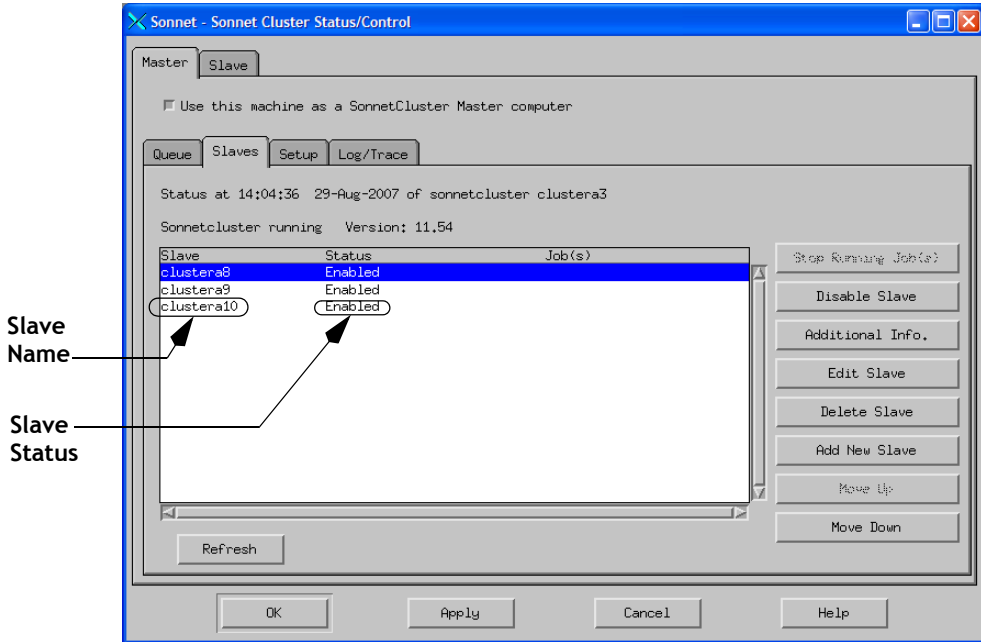 Sonnet - Sonnet Cluster Status/Control
Master Slave
Use this machine as a SonnetCluster Master computer
Queue Slaves Setup Log/Trace
Status at 14:04:36 29-Aug-2007 of sonnetcluster clustera3
Sonnetcluster running Version: 11.54
Slave Status Job(s)
clustera8 Enabled
clustera9 Enabled
clustera10 Enabled
Stop Running Job(s)
Disable Slave
Additional Info.
Edit Slave
Delete Slave
Add New Slave
Move Up
Move Down
Refresh
OK Apply Cancel Help
Slave
Name
Slave
Status